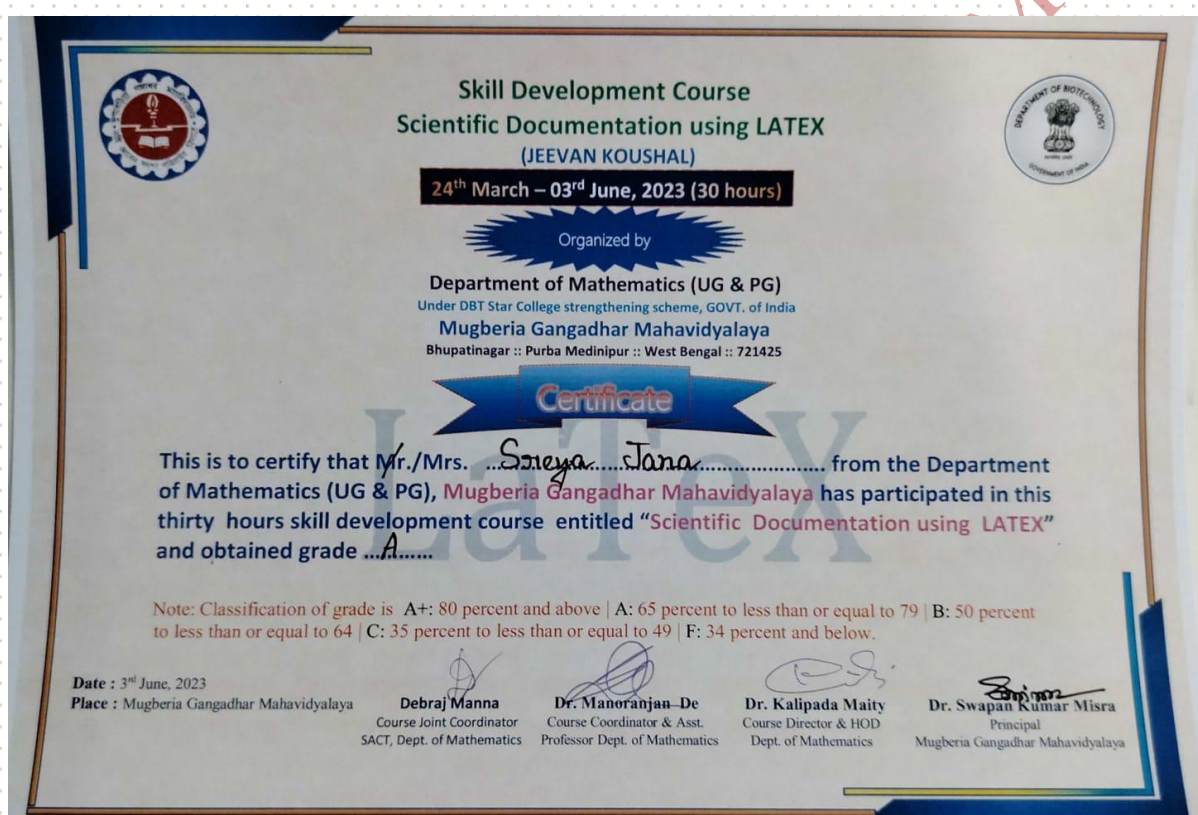 Skill Development Course
Scientific Documentation using LATEX
(JEEVAN KOUSHAL)
24th March – 03rd June, 2023 (30 hours)
Organized by
Department of Mathematics (UG & PG)
Under DBT Star College strengthening scheme, GOVT. of India
Mugberia Gangadhar Mahavidyalaya
Bhupatinagar :: Purba Medinipur :: West Bengal :: 721425
Certificate
LaTeX
This is to certify that Mr./Mrs. ...Sreya.....Jana....................... from the Department
of Mathematics (UG & PG), Mugberia Gangadhar Mahavidyalaya has participated in this
thirty hours skill development course entitled “Scientific Documentation using LATEX”
and obtained grade ...A......
Note: Classification of grade is A+: 80 percent and above | A: 65 percent to less than or equal to 79 | B: 50 percent
to less than or equal to 64 | C: 35 percent to less than or equal to 49 | F: 34 percent and below.
Date : 3rd June, 2023
Place : Mugberia Gangadhar Mahavidyalaya
Debraj Manna
Course Joint Coordinator
SACT, Dept. of Mathematics
Dr. Manoranjan De
Course Coordinator & Asst.
Professor Dept. of Mathematics
Dr. Kalipada Maity
Course Director & HOD
Dept. of Mathematics
Dr. Swapan Kumar Misra
Principal
Mugberia Gangadhar Mahavidyalaya
DEPARTMENT OF BIOTECHNOLOGY
GOVERNMENT OF INDIA